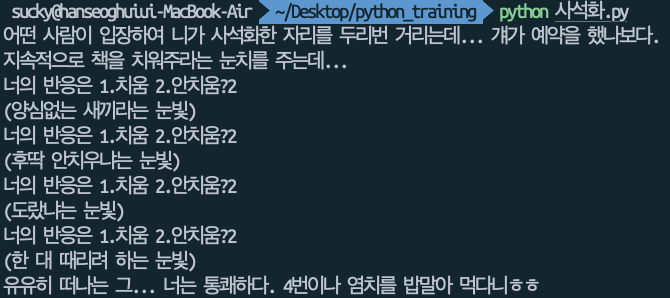 sucky@hanseoghuiui-MacBook-Air ~/Desktop/python_training python 사석화.py
어떤 사람이 입장하여 니가 사석화한 자리를 두리번 거리는데... 걔가 예약을 했나보다.
지속적으로 책을 치워주라는 눈치를 주는데...
너의 반응은 1.치움 2.안치움?2
(양심없는 새끼라는 눈빛)
너의 반응은 1.치움 2.안치움?2
(후딱 안치우냐는 눈빛)
너의 반응은 1.치움 2.안치움?2
(도랐냐는 눈빛)
너의 반응은 1.치움 2.안치움?2
(한 대 때리려 하는 눈빛)
유유히 떠나는 그... 너는 통쾌하다. 4번이나 염치를 밥말아 먹다니ㅎㅎ